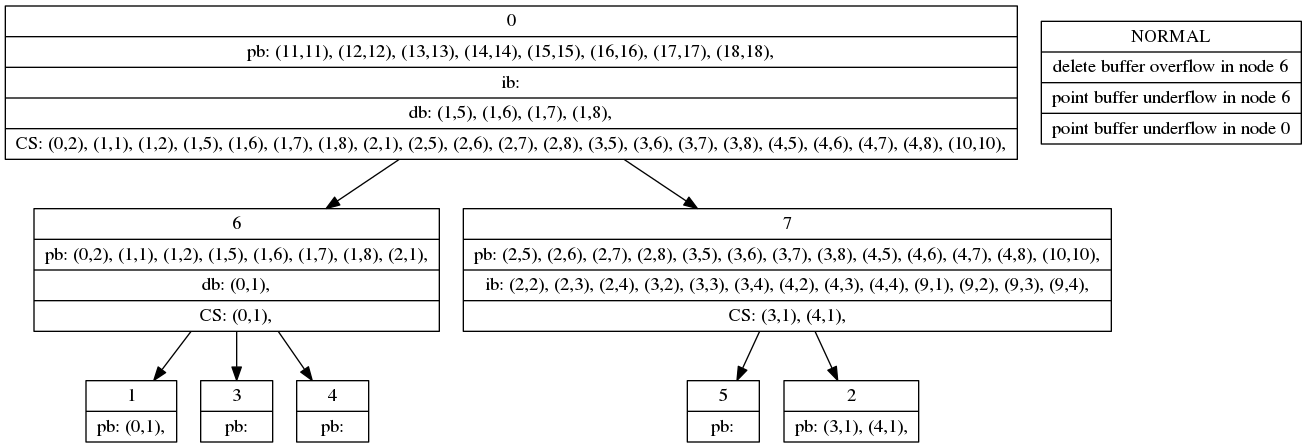 0
pb: (11,11), (12,12), (13,13), (14,14), (15,15), (16,16), (17,17), (18,18),
ib:
db: (1,5), (1,6), (1,7), (1,8),
CS: (0,2), (1,1), (1,2), (1,5), (1,6), (1,7), (1,8), (2,1), (2,5), (2,6), (2,7), (2,8), (3,5), (3,6), (3,7), (3,8), (4,5), (4,6), (4,7), (4,8), (10,10),
NORMAL
delete buffer overflow in node 6
point buffer underflow in node 6
point buffer underflow in node 0
6
pb: (0,2), (1,1), (1,2), (1,5), (1,6), (1,7), (1,8), (2,1),
db: (0,1),
CS: (0,1),
7
pb: (2,5), (2,6), (2,7), (2,8), (3,5), (3,6), (3,7), (3,8), (4,5), (4,6), (4,7), (4,8), (10,10),
ib: (2,2), (2,3), (2,4), (3,2), (3,3), (3,4), (4,2), (4,3), (4,4), (9,1), (9,2), (9,3), (9,4),
CS: (3,1), (4,1),
1
pb: (0,1),
3
pb:
4
pb:
5
pb:
2
pb: (3,1), (4,1),